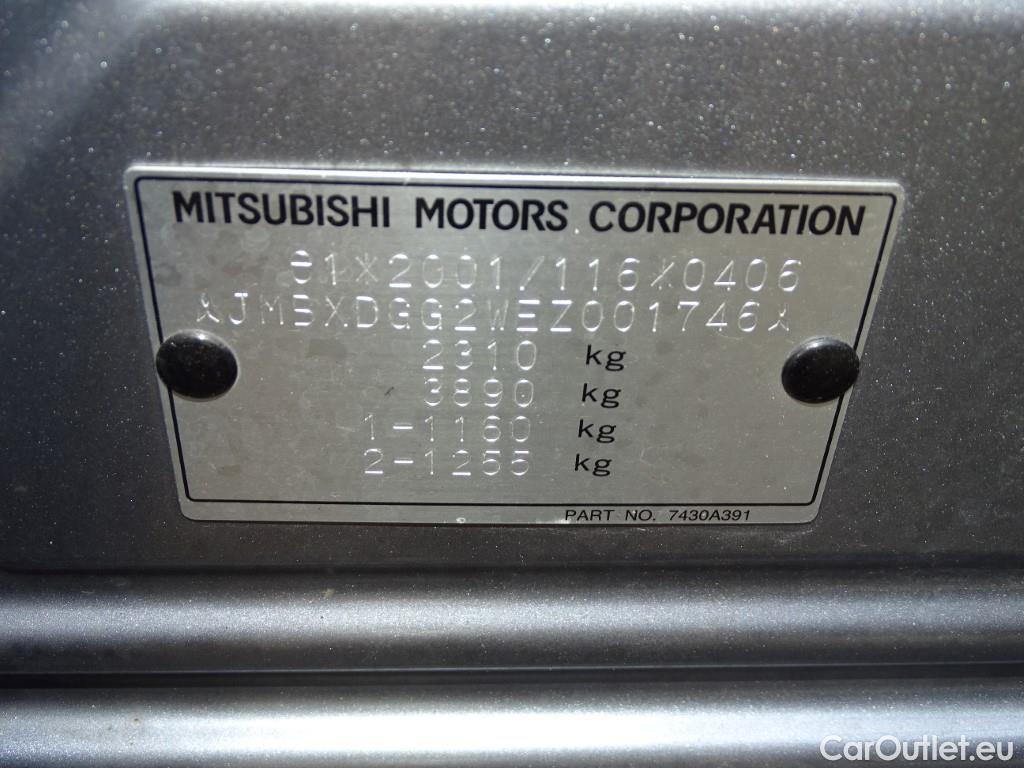 MITSUBISHI MOTORS CORPORATION
e1*2001/116*0406
JMBXDGG2WEZ001746
2310 kg
3890 kg
1-1160 kg
2-1255 kg
PART NO. 7430A391
CarOutlet.eu